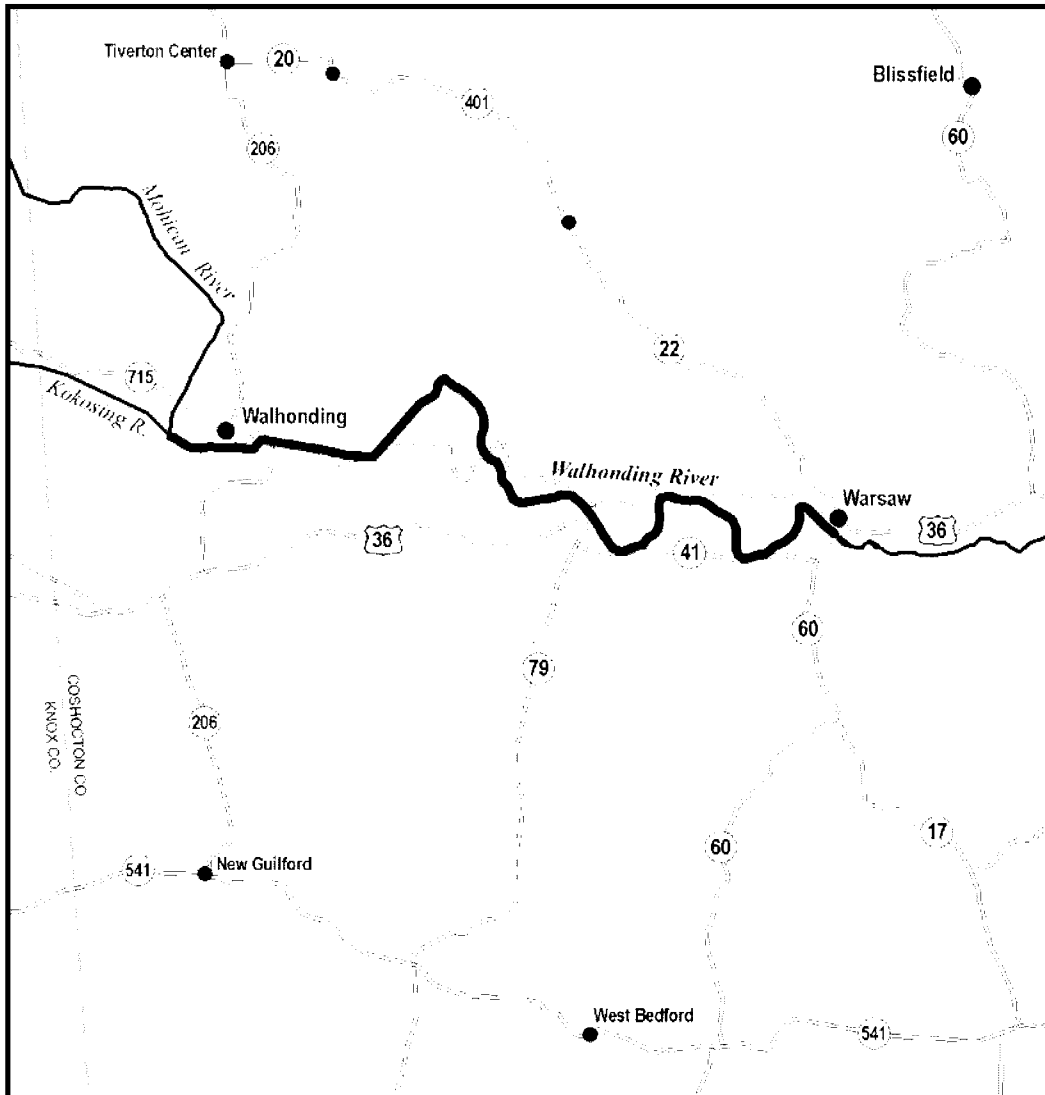 Tiverton Center
20
Blissfield
401
60
206
Mohican River
22
715
Kokosing R.
Walhonding
Walhonding River
Warsaw
36
36
41
60
79
COSHOCTON CO.
KNOX CO.
206
17
60
541
New Guilford
West Bedford
541